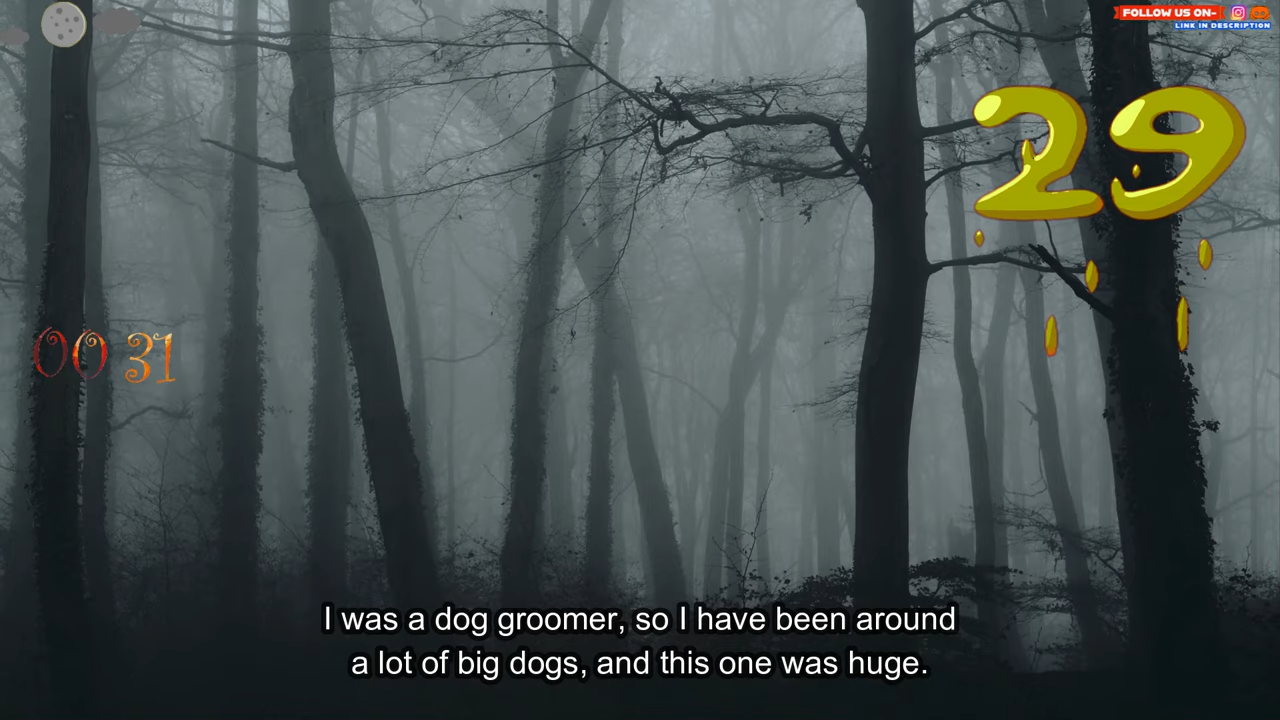 FOLLOW US ON-
LINK IN DESCRIPTION
29
00 31
I was a dog groomer, so I have been around
a lot of big dogs, and this one was huge.